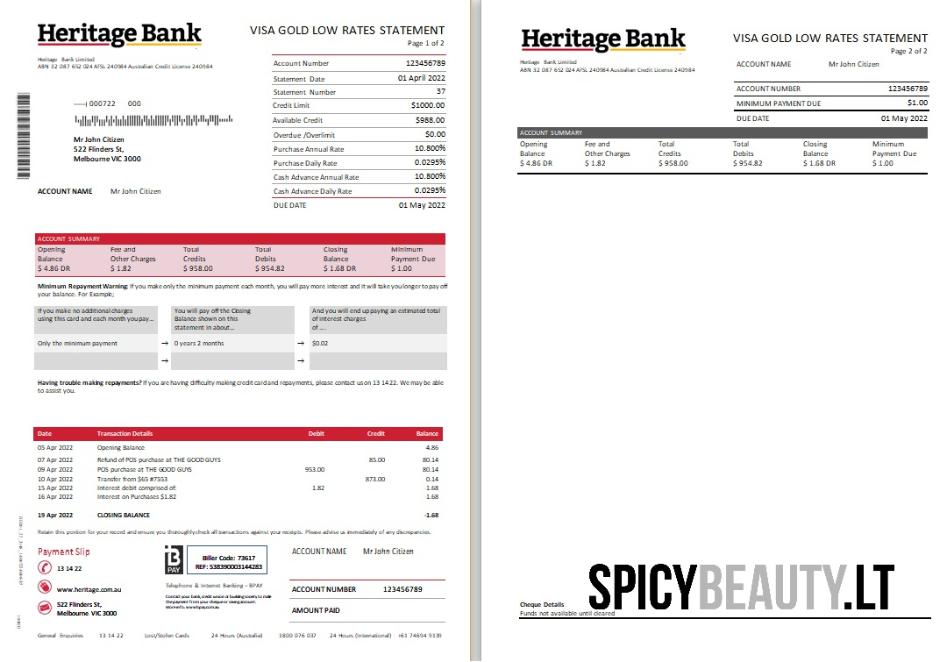 Heritage Bank
Heritage Bank Limited
ABN 32 087 652 024 AFSL 240984 Australian Credit License 240984
VISA GOLD LOW RATES STATEMENT
Page 1 of 2
Account Number 123456789
Statement Date 01 April 2022
Statement Number 37
Credit Limit $1000.00
Available Credit $988.00
Overdue /Overlimit $0.00
Purchase Annual Rate 10.800%
Purchase Daily Rate 0.0295%
Cash Advance Annual Rate 10.800%
Cash Advance Daily Rate 0.0295%
DUE DATE 01 May 2022
000722 000
Mr John Citizen
522 Flinders St,
Melbourne VIC 3000
ACCOUNT NAME Mr John Citizen
ACCOUNT SUMMARY
Opening Fee and Total Total Closing Minimum
Balance Other Charges Credits Debits Balance Payment Due
$ 4.86 DR $ 1.82 $ 958.00 $ 954.82 $ 1.68 DR $ 1.00
Minimum Repayment Warning: If you make only the minimum payment each month, you will pay more interest and it will take you longer to pay off
your balance. For Example;
If you make no additional charges You will pay off the Closing And you will end up paying an estimated total
using this card and each month you pay... Balance shown on this of interest charges
statement in about... of ....
Only the minimum payment → 0 years 2 months → $0.02
→ →
Having trouble making repayments? If you are having difficulty making credit card and repayments, please contact us on 13 14 22. We may be able
to assist you.
Date Transaction Details Debit Credit Balance
05 Apr 2022 Opening Balance 4.86
07 Apr 2022 Refund of POS purchase at THE GOOD GUYS 85.00 80.14
09 Apr 2022 POS purchase at THE GOOD GUYS 953.00 80.14
10 Apr 2022 Transfer from $65 #7553 873.00 0.14
15 Apr 2022 Interest debit comprised of: 1.82 -1.68
16 Apr 2022 Interest on Purchases $1.82 -1.68
19 Apr 2022 CLOSING BALANCE -1.68
Retain this portion for your record and ensure you thoroughly check all transactions against your receipts. Please advise us immediately of any discrepancies.
Payment Slip
13 14 22
www.heritage.com.au
522 Flinders St,
Melbourne VIC 3000
B
PAY
Biller Code: 73617
REF: 538390003144283
Telephone & Internet Banking – BPAY
Contact your bank, credit union or building society to make
the payment from your cheque or saving account.
ACCOUNT NAME Mr John Citizen
ACCOUNT NUMBER 123456789
AMOUNT PAID
General Enquiries 13 14 22 Lost/Stolen Cards 24 Hours (Australia) 1800 076 037 24 Hours (International) +61 74694 9139
Heritage Bank
Heritage Bank Limited
ABN 32 087 652 024 AFSL 240984 Australian Credit License 240984
VISA GOLD LOW RATES STATEMENT
Page 2 of 2
ACCOUNT NAME Mr John Citizen
ACCOUNT NUMBER 123456789
MINIMUM PAYMENT DUE $1.00
DUE DATE 01 May 2022
ACCOUNT SUMMARY
Opening Fee and Total Total Closing Minimum
Balance Other Charges Credits Debits Balance Payment Due
$ 4.86 DR $ 1.82 $ 958.00 $ 954.82 $ 1.68 DR $ 1.00
SPICYBEAUTY.LT
Cheque Details
Funds not available until cleared